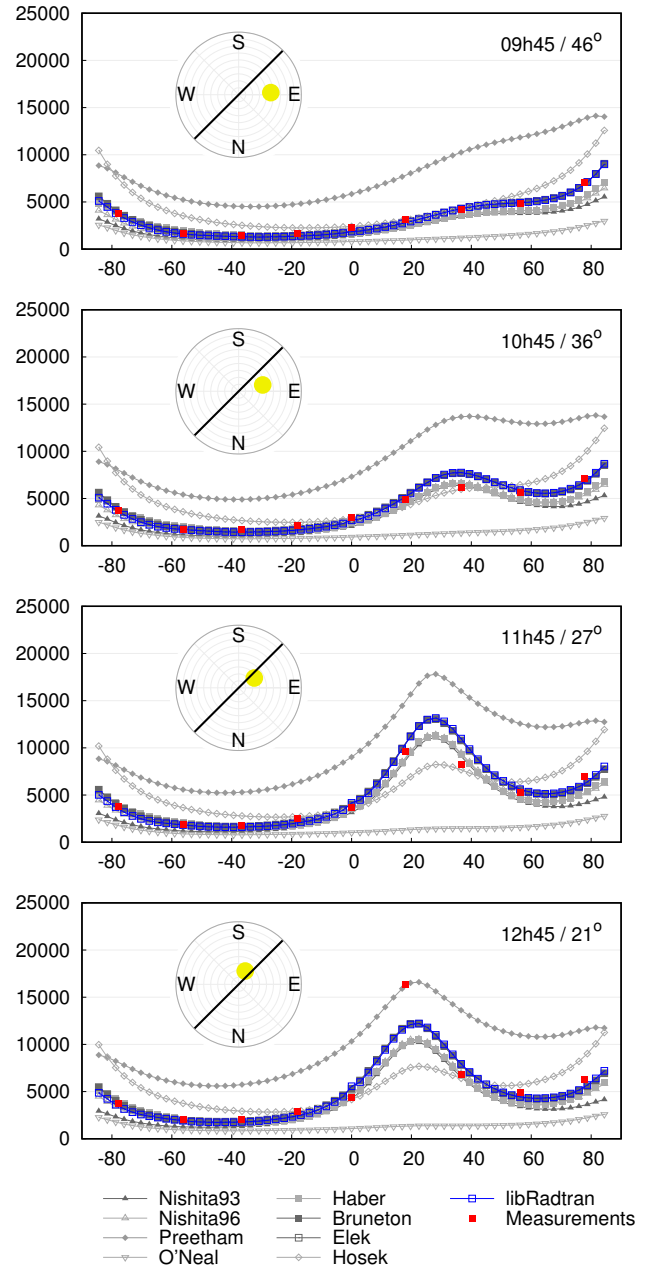 25000
20000
15000
10000
5000
0
-80 -60 -40 -20 0 20 40 60 80
S
W E
N
09h45 / 46°
25000
20000
15000
10000
5000
0
-80 -60 -40 -20 0 20 40 60 80
S
W E
N
10h45 / 36°
25000
20000
15000
10000
5000
0
-80 -60 -40 -20 0 20 40 60 80
S
W E
N
11h45 / 27°
25000
20000
15000
10000
5000
0
-80 -60 -40 -20 0 20 40 60 80
S
W E
N
12h45 / 21°
Nishita93 Haber libRadtran
Nishita96 Bruneton Measurements
Preetham Elek
O'Neal Hosek